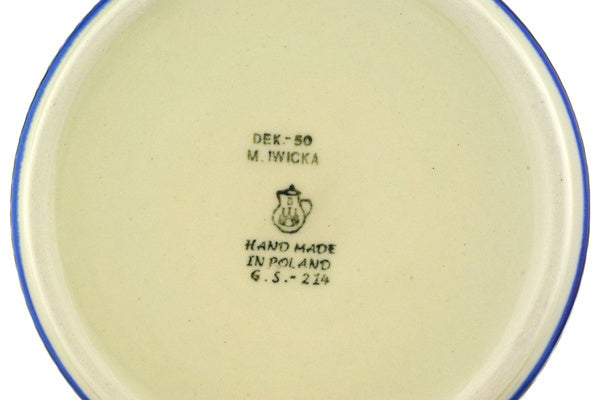 DEK.-50
M. IWICKA
B
HAND MADE
IN POLAND
G.S.-214